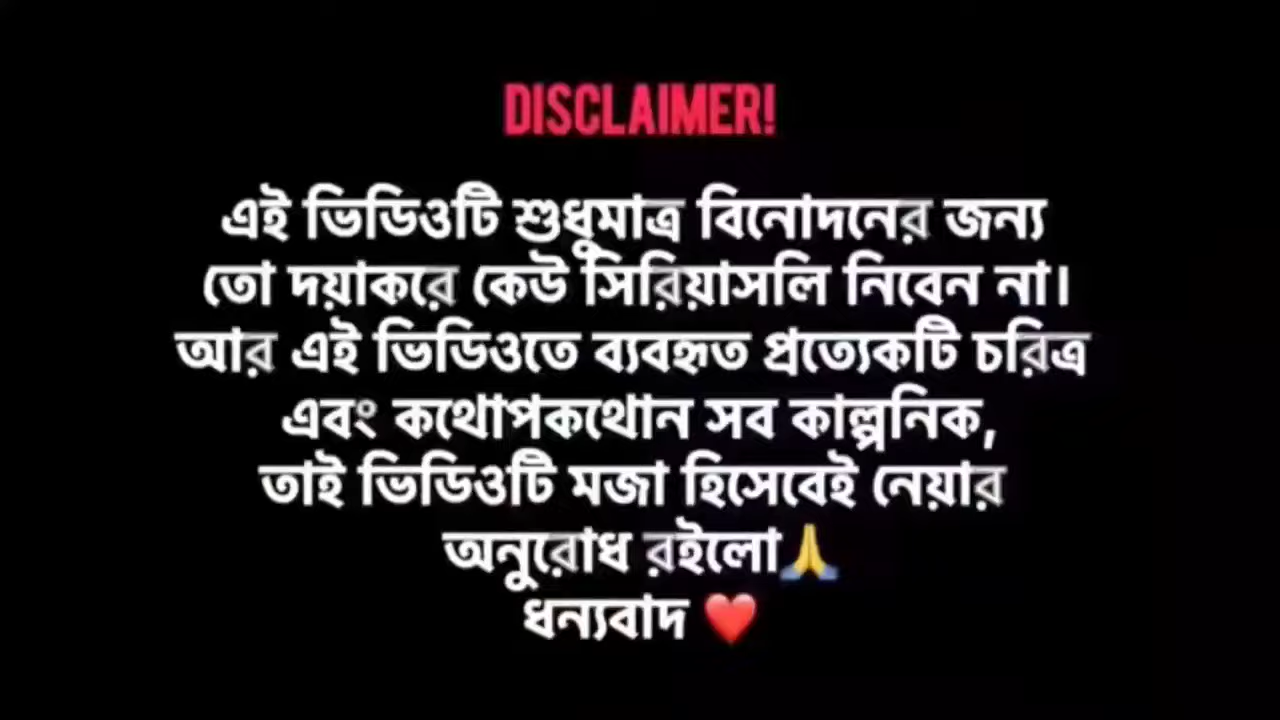 DISCLAIMER!
এই ভিডিওটি শুধুমাত্র বিনোদনের জন্য
তো দয়াকরে কেউ সিরিয়াসলি নিবেন না।
আর এই ভিডিওতে ব্যবহৃত প্রত্যেকটি চরিত্র
এবং কথোপকথোন সব কাল্পনিক,
তাই ভিডিওটি মজা হিসেবেই নেয়ার
অনুরোধ রইলো🙏
ধন্যবাদ ❤️